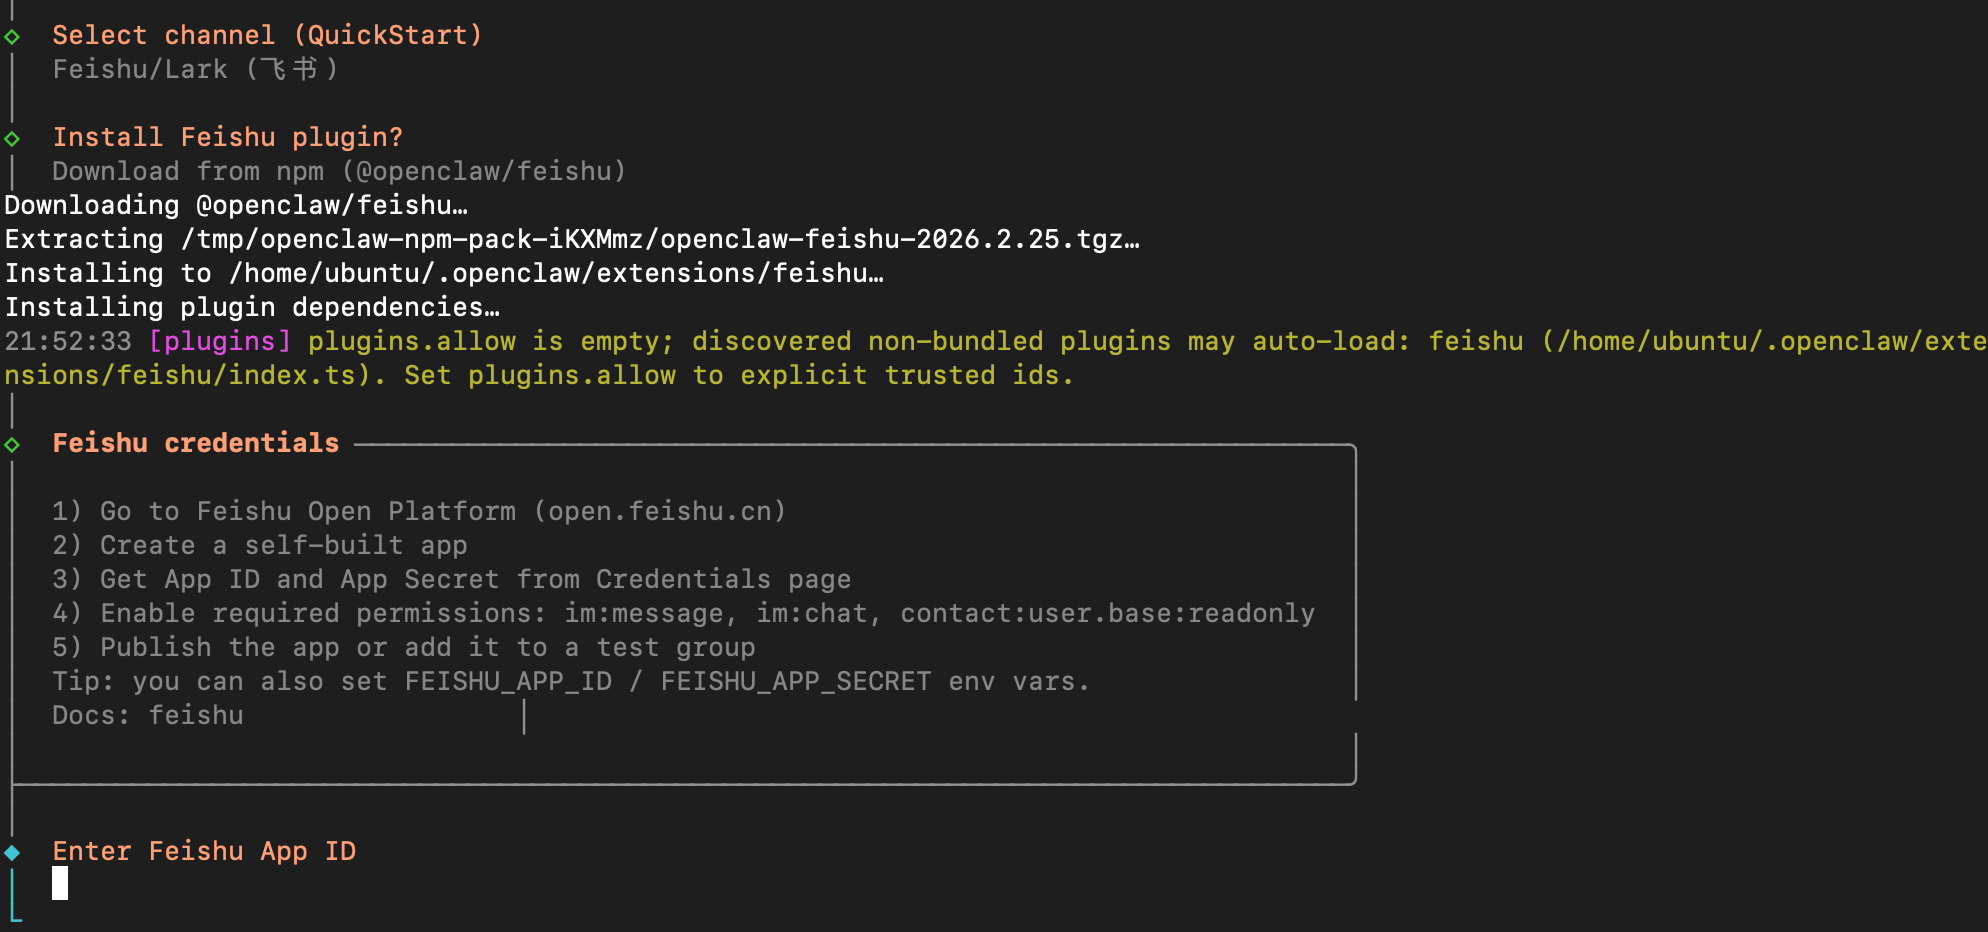 Select channel (QuickStart)
Feishu/Lark (飞书)
Install Feishu plugin?
Download from npm (@openclaw/feishu)
Downloading @openclaw/feishu…
Extracting /tmp/openclaw-npm-pack-iKXMmz/openclaw-feishu-2026.2.25.tgz…
Installing to /home/ubuntu/.openclaw/extensions/feishu…
Installing plugin dependencies…
21:52:33 [plugins] plugins.allow is empty; discovered non-bundled plugins may auto-load: feishu (/home/ubuntu/.openclaw/exte
nsions/feishu/index.ts). Set plugins.allow to explicit trusted ids.
Feishu credentials
1) Go to Feishu Open Platform (open.feishu.cn)
2) Create a self-built app
3) Get App ID and App Secret from Credentials page
4) Enable required permissions: im:message, im:chat, contact:user.base:readonly
5) Publish the app or add it to a test group
Tip: you can also set FEISHU_APP_ID / FEISHU_APP_SECRET env vars.
Docs: feishu
Enter Feishu App ID